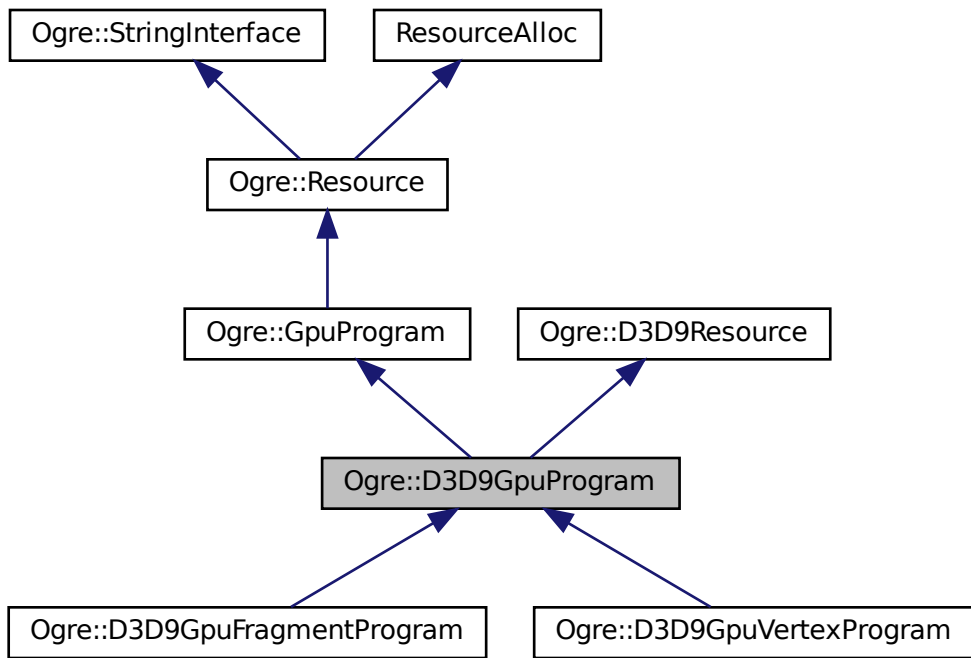 Ogre::StringInterface
ResourceAlloc
Ogre::Resource
Ogre::GpuProgram
Ogre::D3D9Resource
Ogre::D3D9GpuProgram
Ogre::D3D9GpuFragmentProgram
Ogre::D3D9GpuVertexProgram